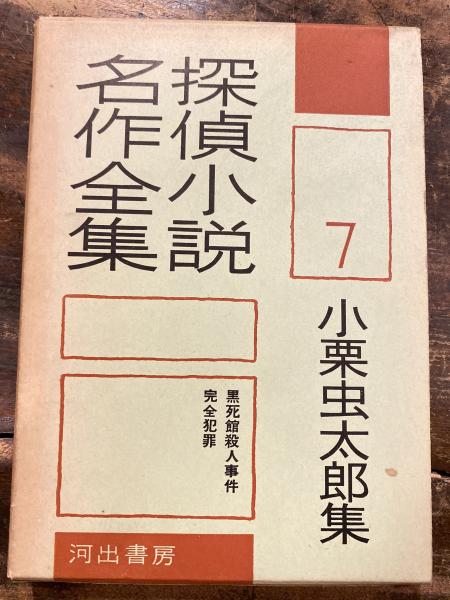 探偵小説
名作全集
7
小栗虫太郎集
黒死館殺人事件
完全犯罪
河出書房